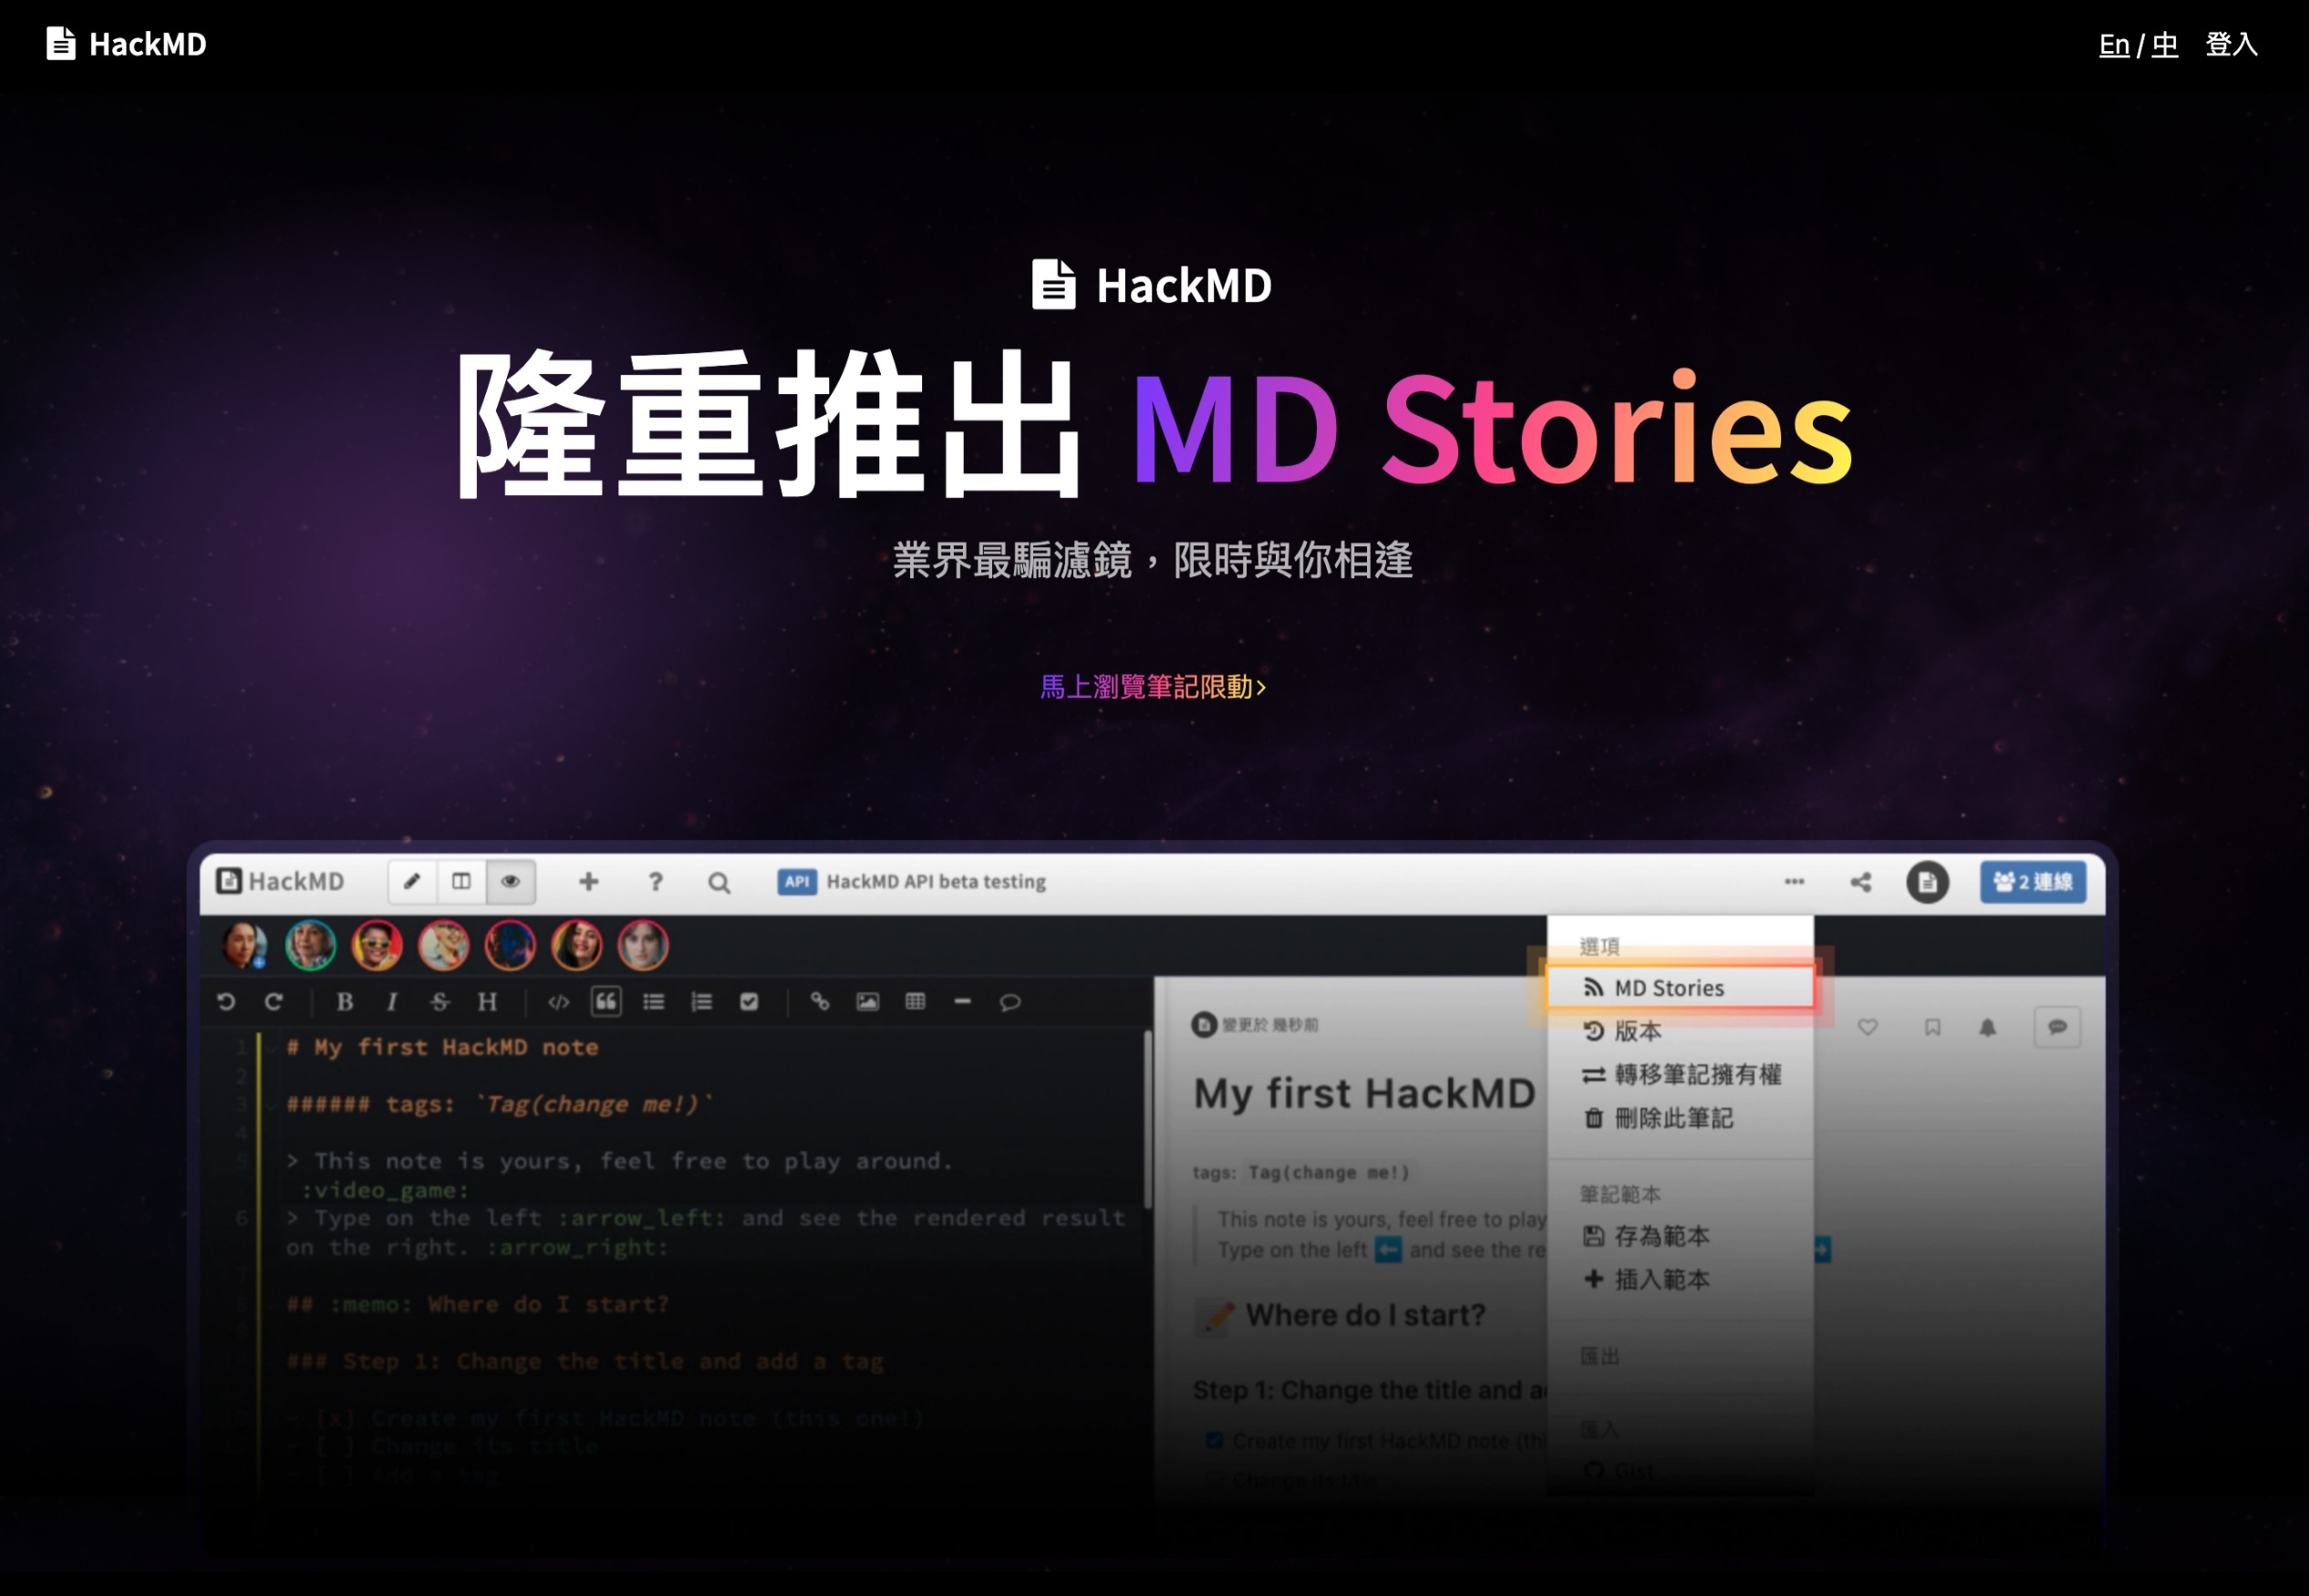 HackMD
En / 中 登入
HackMD
隆重推出 MD Stories
業界最騙濾鏡，限時與你相逢
馬上瀏覽筆記限動
HackMD
API HackMD API beta testing
2 連線
B I S H
1 # My first HackMD note
2
3 ###### tags: `Tag(change me!)`
4
5 > This note is yours, feel free to play around.
:video_game:
6 > Type on the left :arrow_left: and see the rendered result
on the right. :arrow_right:
7
8 ## :memo: Where do I start?
9
### Step 1: Change the title and add a tag
- [x] Create my first HackMD note (this one!)
- [ ] Change its title
- [ ] Add a tag
變更於 幾秒前
My first HackMD
tags: Tag(change me!)
This note is yours, feel free to play
Type on the left and see the re
Where do I start?
Step 1: Change the title and a
Create my first HackMD note (thi
Change its title
選項
MD Stories
版本
轉移筆記擁有權
刪除此筆記
筆記範本
存為範本
插入範本
匯出
匯入
Gist